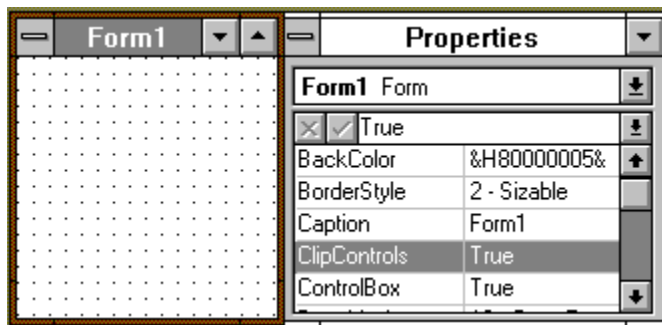 Form1
Properties
Form1 Form
True
BackColor &H80000005&
BorderStyle 2 - Sizable
Caption Form1
ClipControls True
ControlBox True